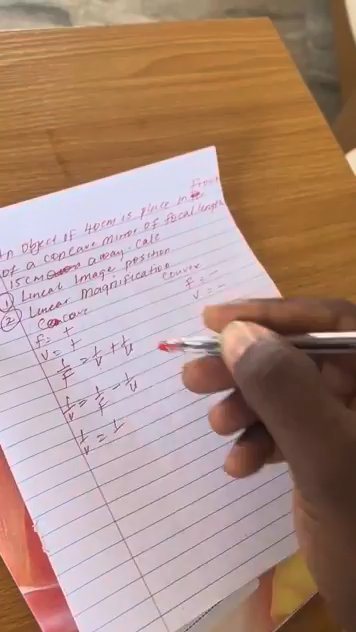 An object of 40cm is place in front
of a concave mirror of focal length
15cm away. Calc
① Linear Image position
② Linear Magnification
Concave
f = +
v = +
Convex
f = -
v = -
1/f = 1/v + 1/u
1/v = 1/f - 1/u
1/v = 1/